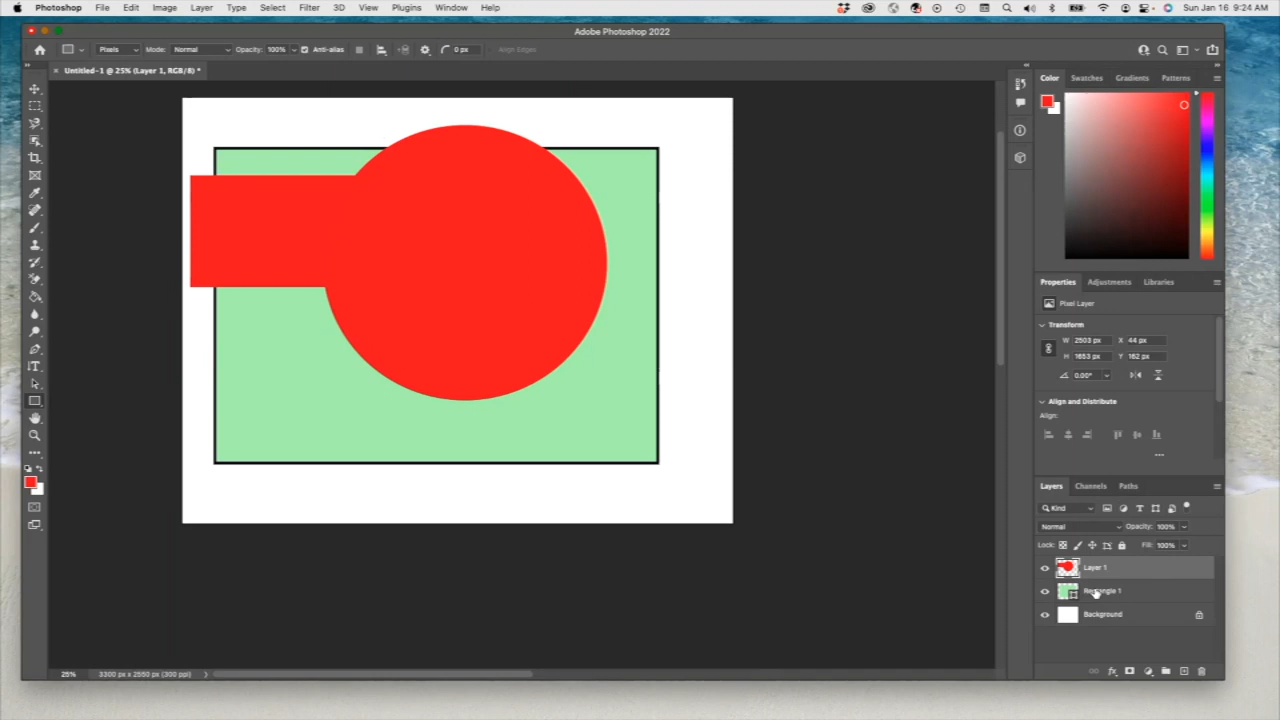 Photoshop File Edit Image Layer Type Select Filter 3D View Plugins Window Help Sun Jan 16 9:24 AM
Adobe Photoshop 2022
Pixels Mode: Normal Opacity: 100% Anti-alias 0 px Align Edges
Untitled-1 @ 25% (Layer 1, RGB/8) *
Color Swatches Gradients Patterns
Properties Adjustments Libraries
Pixel Layer
Transform
W 2503 px X 44 px
H 1653 px Y 162 px
0.00°
Align and Distribute
Align:
Layers Channels Paths
Kind
Normal Opacity: 100%
Lock: Fill: 100%
Layer 1
Rectangle 1
Background
25% 3300 px x 2550 px (300 ppi)